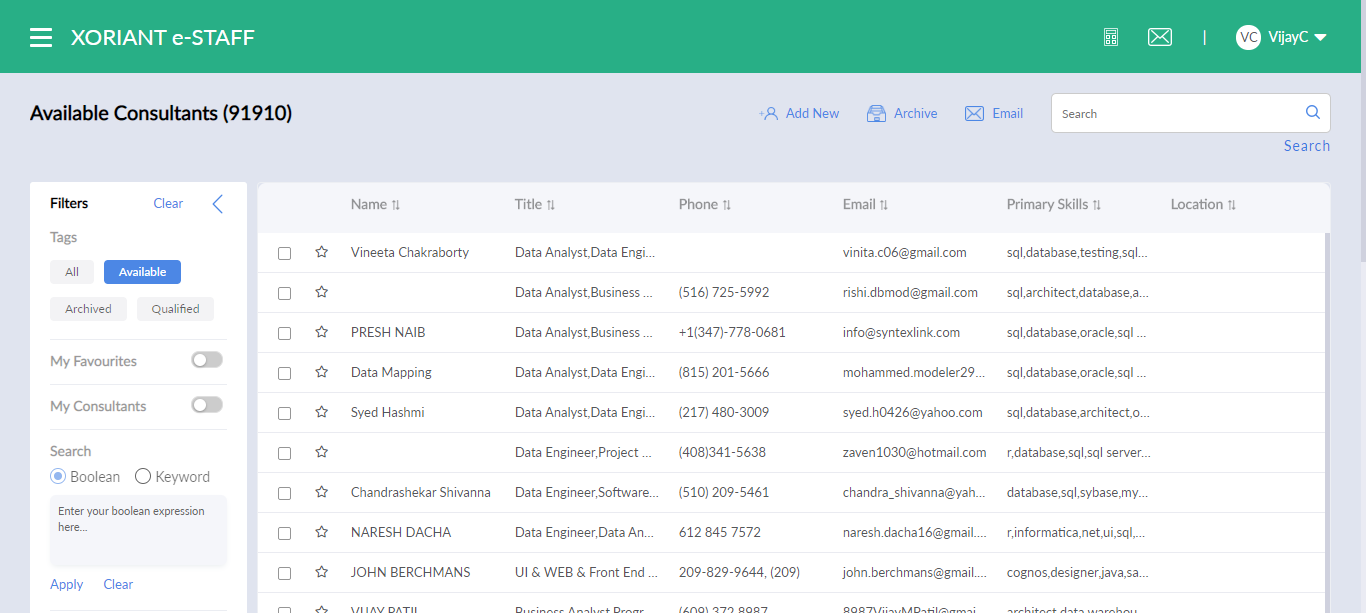 XORIANT e-STAFF
| VC VijayC
Available Consultants (91910)
Add New Archive Email Search
Search
Filters Clear
Tags
All Available
Archived Qualified
My Favourites
My Consultants
Search
Boolean Keyword
Enter your boolean expression
here...
Apply Clear
Name Title Phone Email Primary Skills Location
Vineeta Chakraborty Data Analyst,Data Engi... vinita.c06@gmail.com sql,database,testing,sql...
Data Analyst,Business ... (516) 725-5992 rishi.dbmod@gmail.com sql,architect,database,a...
PRESH NAIB Data Analyst,Business ... +1(347)-778-0681 info@syntexlink.com sql,database,oracle,sql ...
Data Mapping Data Analyst,Data Engi... (815) 201-5666 mohammed.modeler29... sql,database,oracle,sql ...
Syed Hashmi Data Analyst,Data Engi... (217) 480-3009 syed.h0426@yahoo.com sql,database,architect,o...
Data Engineer,Project ... (408)341-5638 zaven1030@hotmail.com r,database,sql,sql server...
Chandrashekar Shivanna Data Engineer,Software... (510) 209-5461 chandra_shivanna@yah... database,sql,sybase,my...
NARESH DACHA Data Engineer,Data An... 612 845 7572 naresh.dacha16@gmail.... r,informatica,net,ui,sql,...
JOHN BERCHMANS UI & WEB & Front End ... 209-829-9644, (209) john.berchmans@gmail.... cognos,designer,java,sa...
VIJAY PATIL Business Analyst,Progr... (609) 372 8987 8987VijayMPatil@gmai... architect,data warehou...